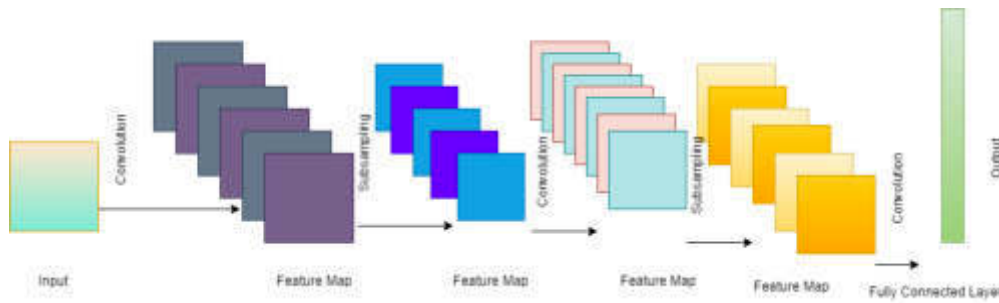 Convolution
Subsampling
Convolution
Subsampling
Convolution
Output
Input
Feature Map
Feature Map
Feature Map
Feature Map
Fully Connected Layer